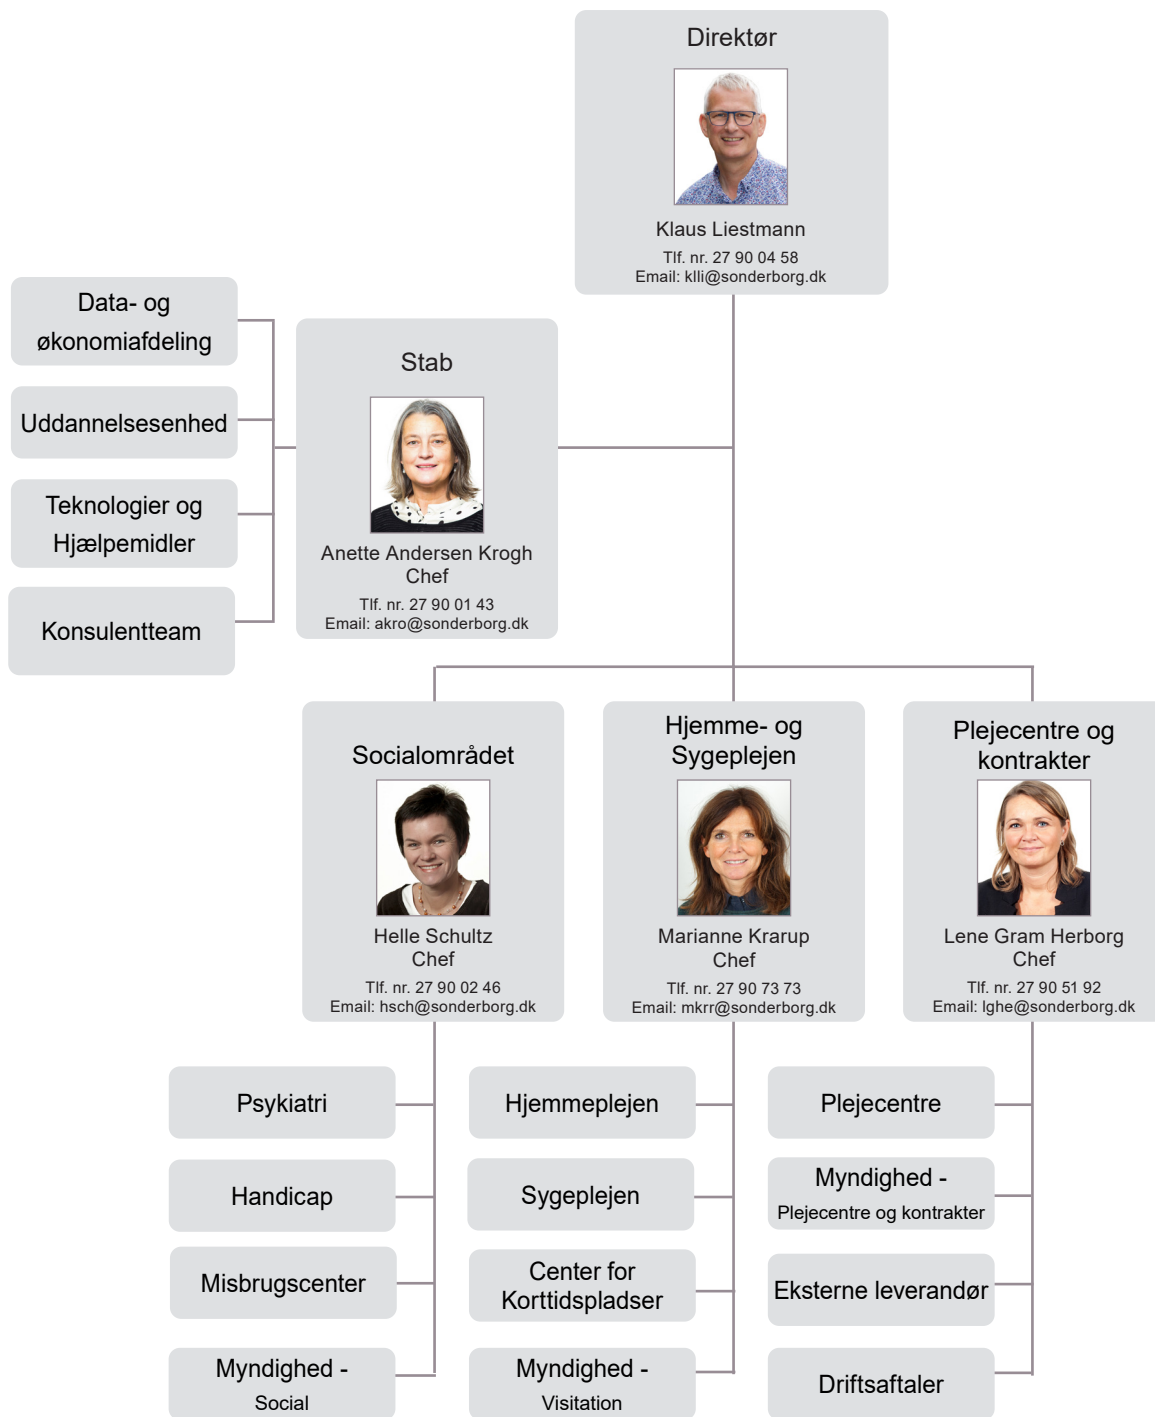 Direktør
Klaus Liestmann
Tlf. nr. 27 90 04 58
Email: klli@sonderborg.dk
Data- og
økonomiafdeling
Uddannelsesenhed
Teknologier og
Hjælpemidler
Konsulentteam
Stab
Anette Andersen Krogh
Chef
Tlf. nr. 27 90 01 43
Email: akro@sonderborg.dk
Socialområdet
Helle Schultz
Chef
Tlf. nr. 27 90 02 46
Email: hsch@sonderborg.dk
Psykiatri
Handicap
Misbrugscenter
Myndighed -
Social
Hjemme- og
Sygeplejen
Marianne Krarup
Chef
Tlf. nr. 27 90 73 73
Email: mkrr@sonderborg.dk
Hjemmeplejen
Sygeplejen
Center for
Korttidspladser
Myndighed -
Visitation
Plejecentre og
kontrakter
Lene Gram Herborg
Chef
Tlf. nr. 27 90 51 92
Email: lghe@sonderborg.dk
Plejecentre
Myndighed -
Plejecentre og kontrakter
Eksterne leverandør
Driftsaftaler